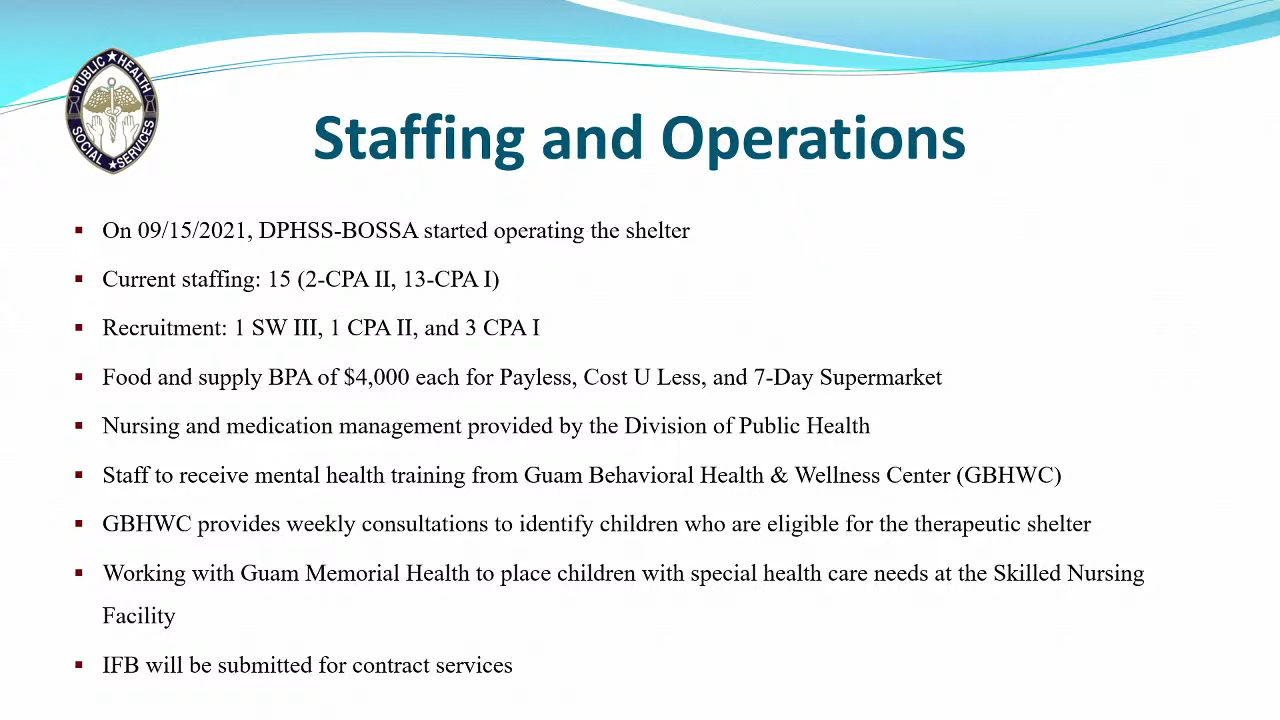 PUBLIC HEALTH
SOCIAL SERVICES
Staffing and Operations
On 09/15/2021, DPHSS-BOSSA started operating the shelter
Current staffing: 15 (2-CPA II, 13-CPA I)
Recruitment: 1 SW III, 1 CPA II, and 3 CPA I
Food and supply BPA of $4,000 each for Payless, Cost U Less, and 7-Day Supermarket
Nursing and medication management provided by the Division of Public Health
Staff to receive mental health training from Guam Behavioral Health & Wellness Center (GBHWC)
GBHWC provides weekly consultations to identify children who are eligible for the therapeutic shelter
Working with Guam Memorial Health to place children with special health care needs at the Skilled Nursing
Facility
IFB will be submitted for contract services